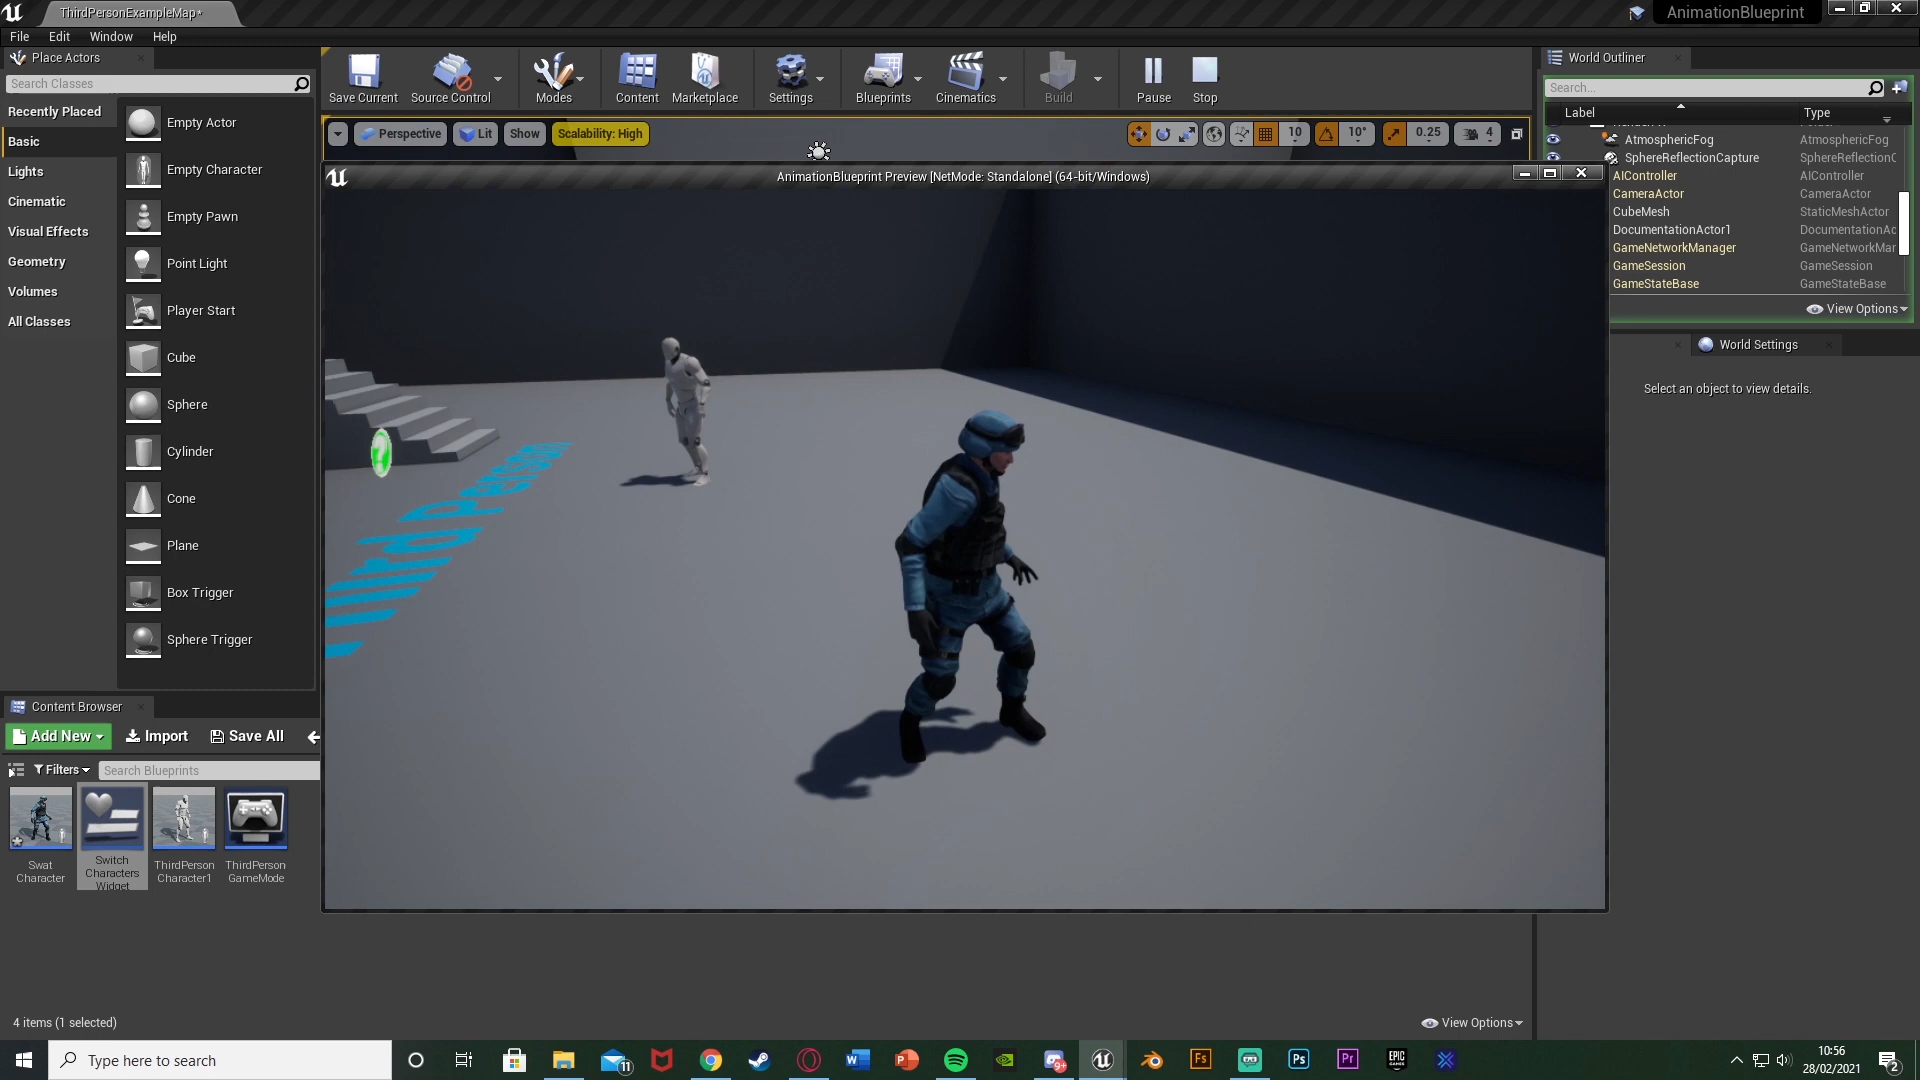 ThirdPersonExampleMap*
AnimationBlueprint
File Edit Window Help
Place Actors
Search Classes
Recently Placed
Basic
Lights
Cinematic
Visual Effects
Geometry
Volumes
All Classes
Empty Actor
Empty Character
Empty Pawn
Point Light
Player Start
Cube
Sphere
Cylinder
Cone
Plane
Box Trigger
Sphere Trigger
Save Current
Source Control
Modes
Content
Marketplace
Settings
Blueprints
Cinematics
Build
Pause
Stop
Perspective
Lit
Show
Scalability: High
10
10°
0.25
4
AnimationBlueprint Preview [NetMode: Standalone] (64-bit/Windows)
World Outliner
Search...
Label Type
AtmosphericFog AtmosphericFog
SphereReflectionCapture SphereReflectionC
AIController AIController
CameraActor CameraActor
CubeMesh StaticMeshActor
DocumentationActor1 DocumentationAc
GameNetworkManager GameNetworkMar
GameSession GameSession
GameStateBase GameStateBase
View Options
World Settings
Select an object to view details.
Content Browser
Add New
Import
Save All
Filters
Search Blueprints
Swat
Character
Switch
Characters
Widget
ThirdPerson
Character1
ThirdPerson
GameMode
4 items (1 selected)
View Options
Type here to search
11
9+
10:56
28/02/2021
2